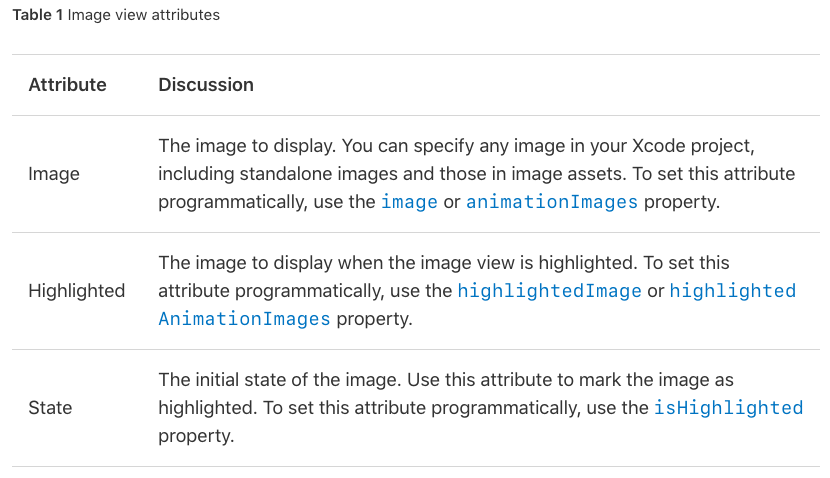 Table 1 Image view attributes
Attribute Discussion
Image
The image to display. You can specify any image in your Xcode project,
including standalone images and those in image assets. To set this attribute
programmatically, use the image or animationImages property.
Highlighted
The image to display when the image view is highlighted. To set this
attribute programmatically, use the highlightedImage or highlighted
AnimationImages property.
State
The initial state of the image. Use this attribute to mark the image as
highlighted. To set this attribute programmatically, use the isHighlighted
property.